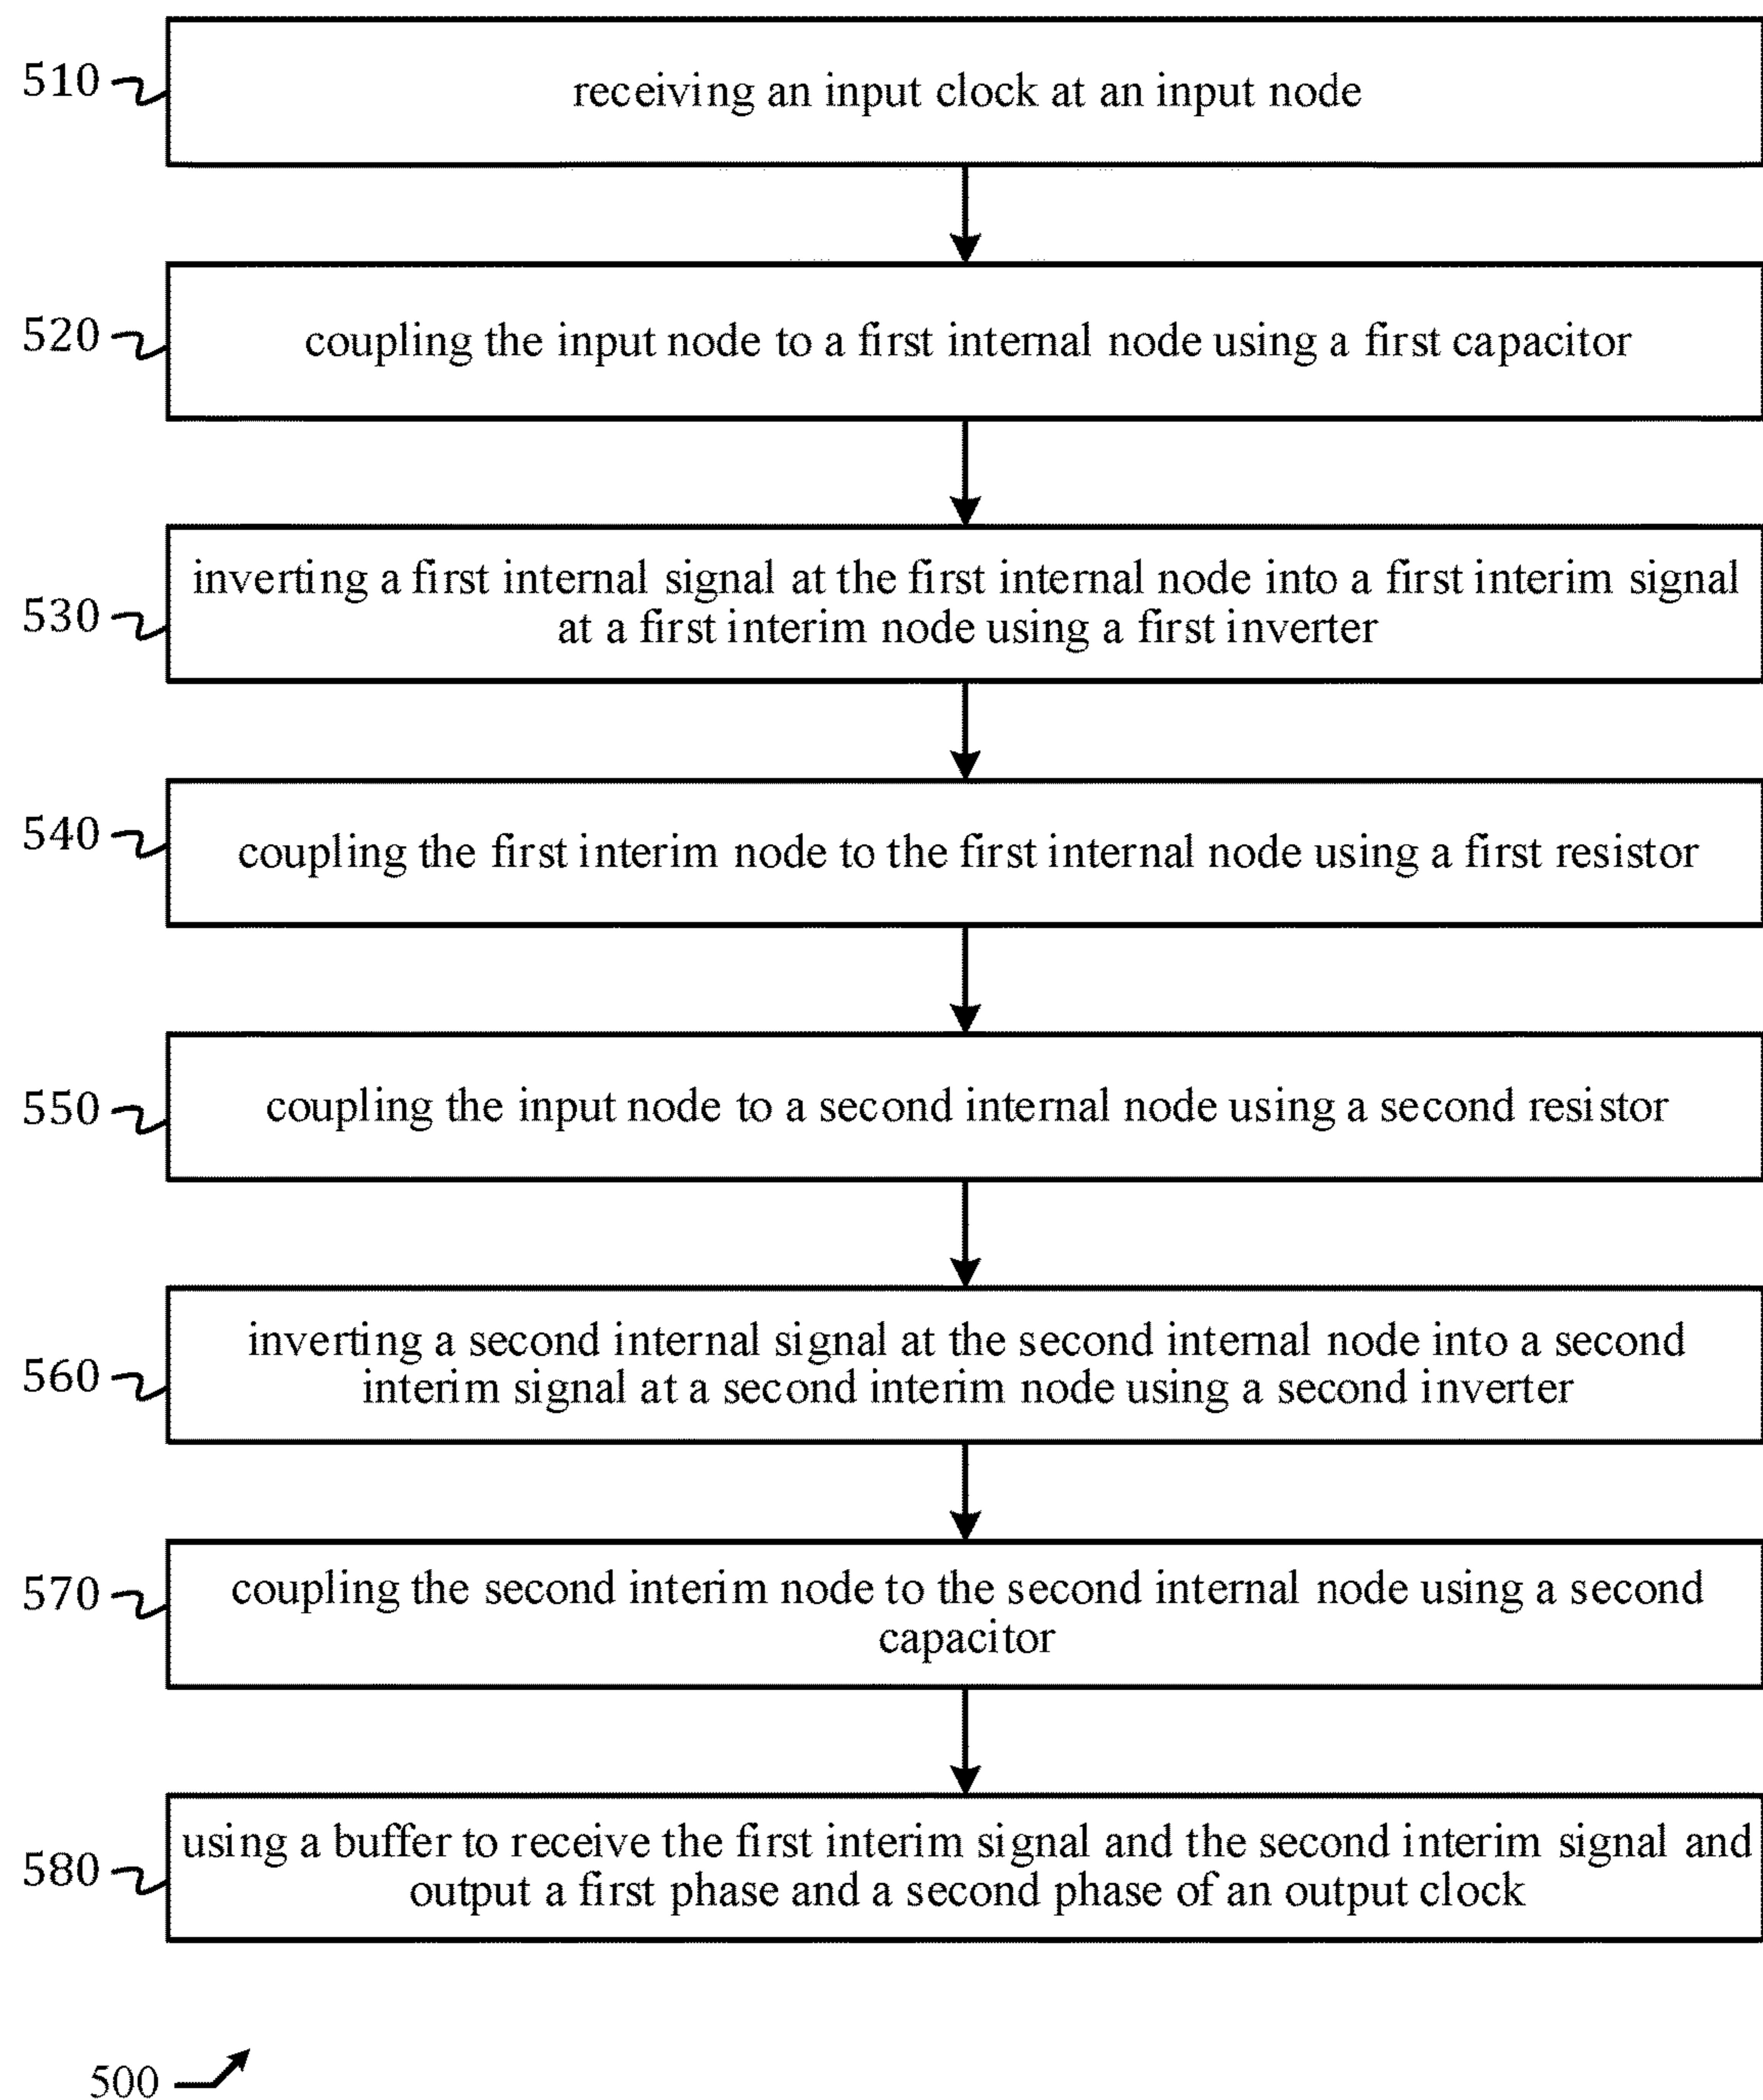 510
receiving an input clock at an input node
520
coupling the input node to a first internal node using a first capacitor
530
inverting a first internal signal at the first internal node into a first interim signal
at a first interim node using a first inverter
540
coupling the first interim node to the first internal node using a first resistor
550
coupling the input node to a second internal node using a second resistor
560
inverting a second internal signal at the second internal node into a second
interim signal at a second interim node using a second inverter
570
coupling the second interim node to the second internal node using a second
capacitor
580
using a buffer to receive the first interim signal and the second interim signal and
output a first phase and a second phase of an output clock
500